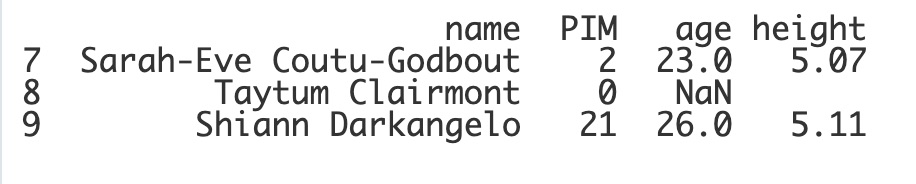 name PIM age height
7 Sarah-Eve Coutu-Godbout 2 23.0 5.07
8 Taytum Clairmont 0 NaN
9 Shiann Darkangelo 21 26.0 5.11